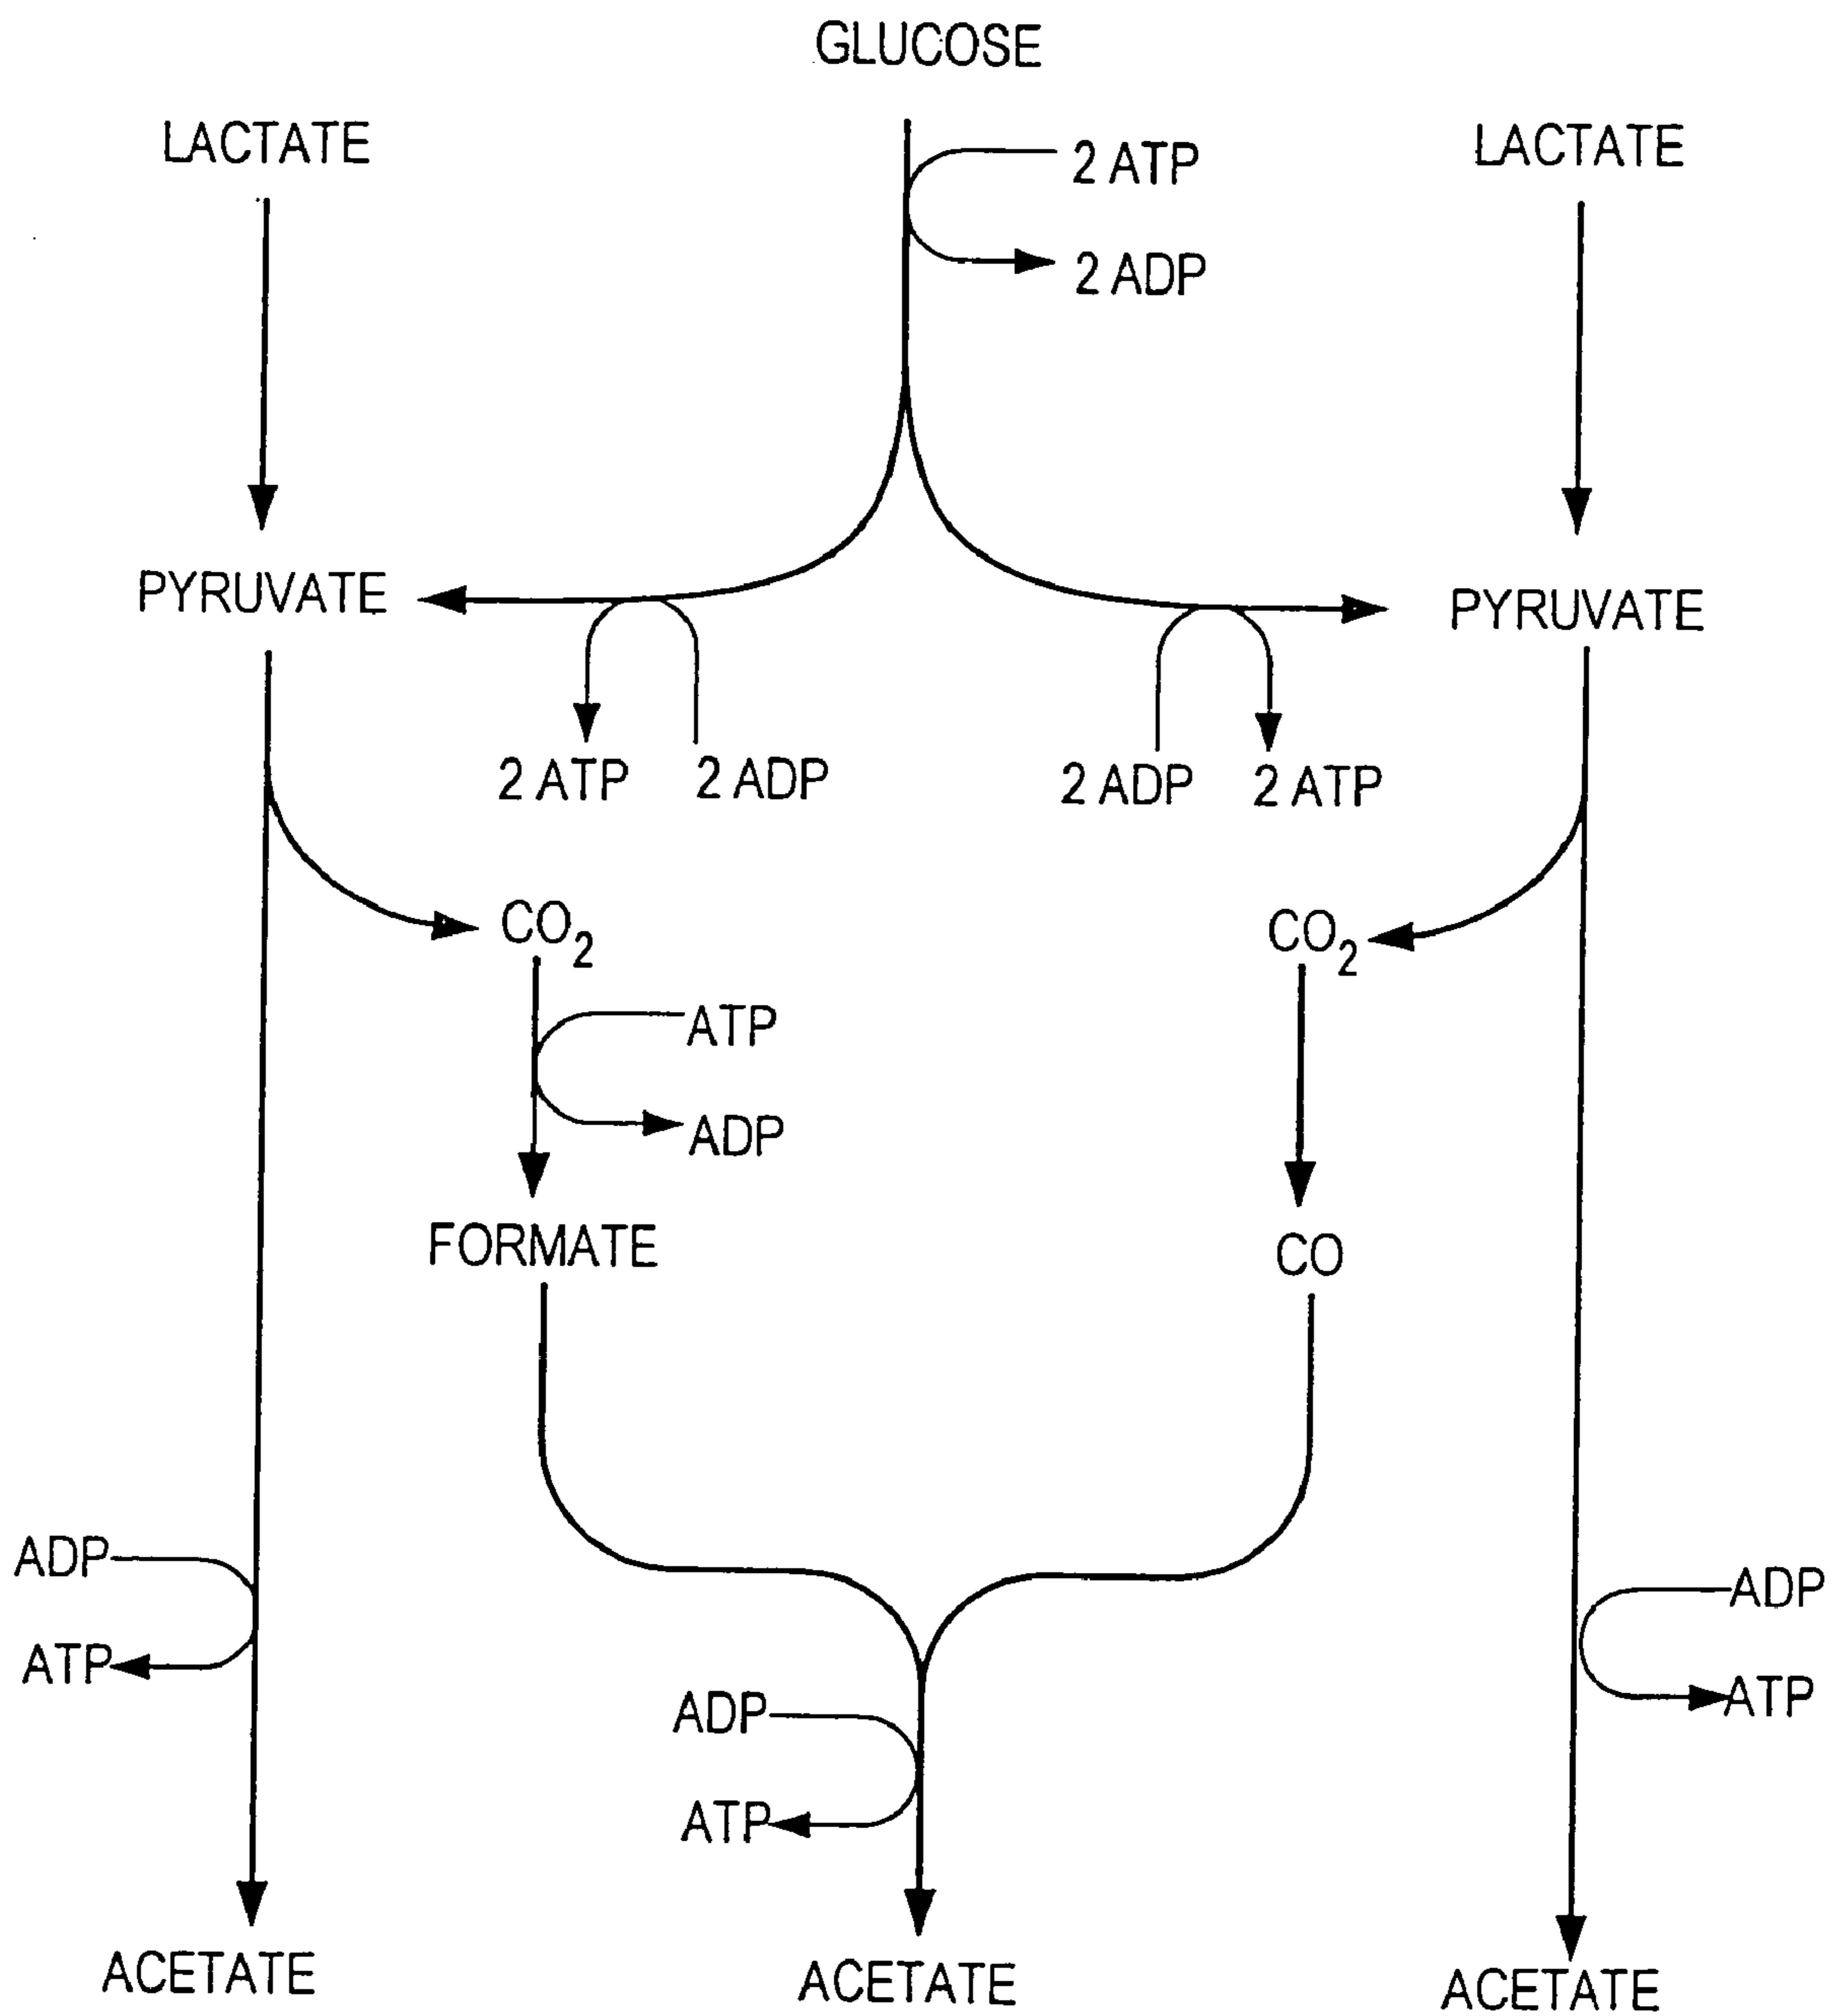 GLUCOSE
LACTATE
2 ATP
LACTATE
2 ADP
PYRUVATE
PYRUVATE
2 ATP
2 ADP
2 ADP
2 ATP
CO2
CO2
ATP
ADP
FORMATE
CO
ADP
ADP
ATP
ATP
ADP
ATP
ACETATE
ACETATE
ACETATE